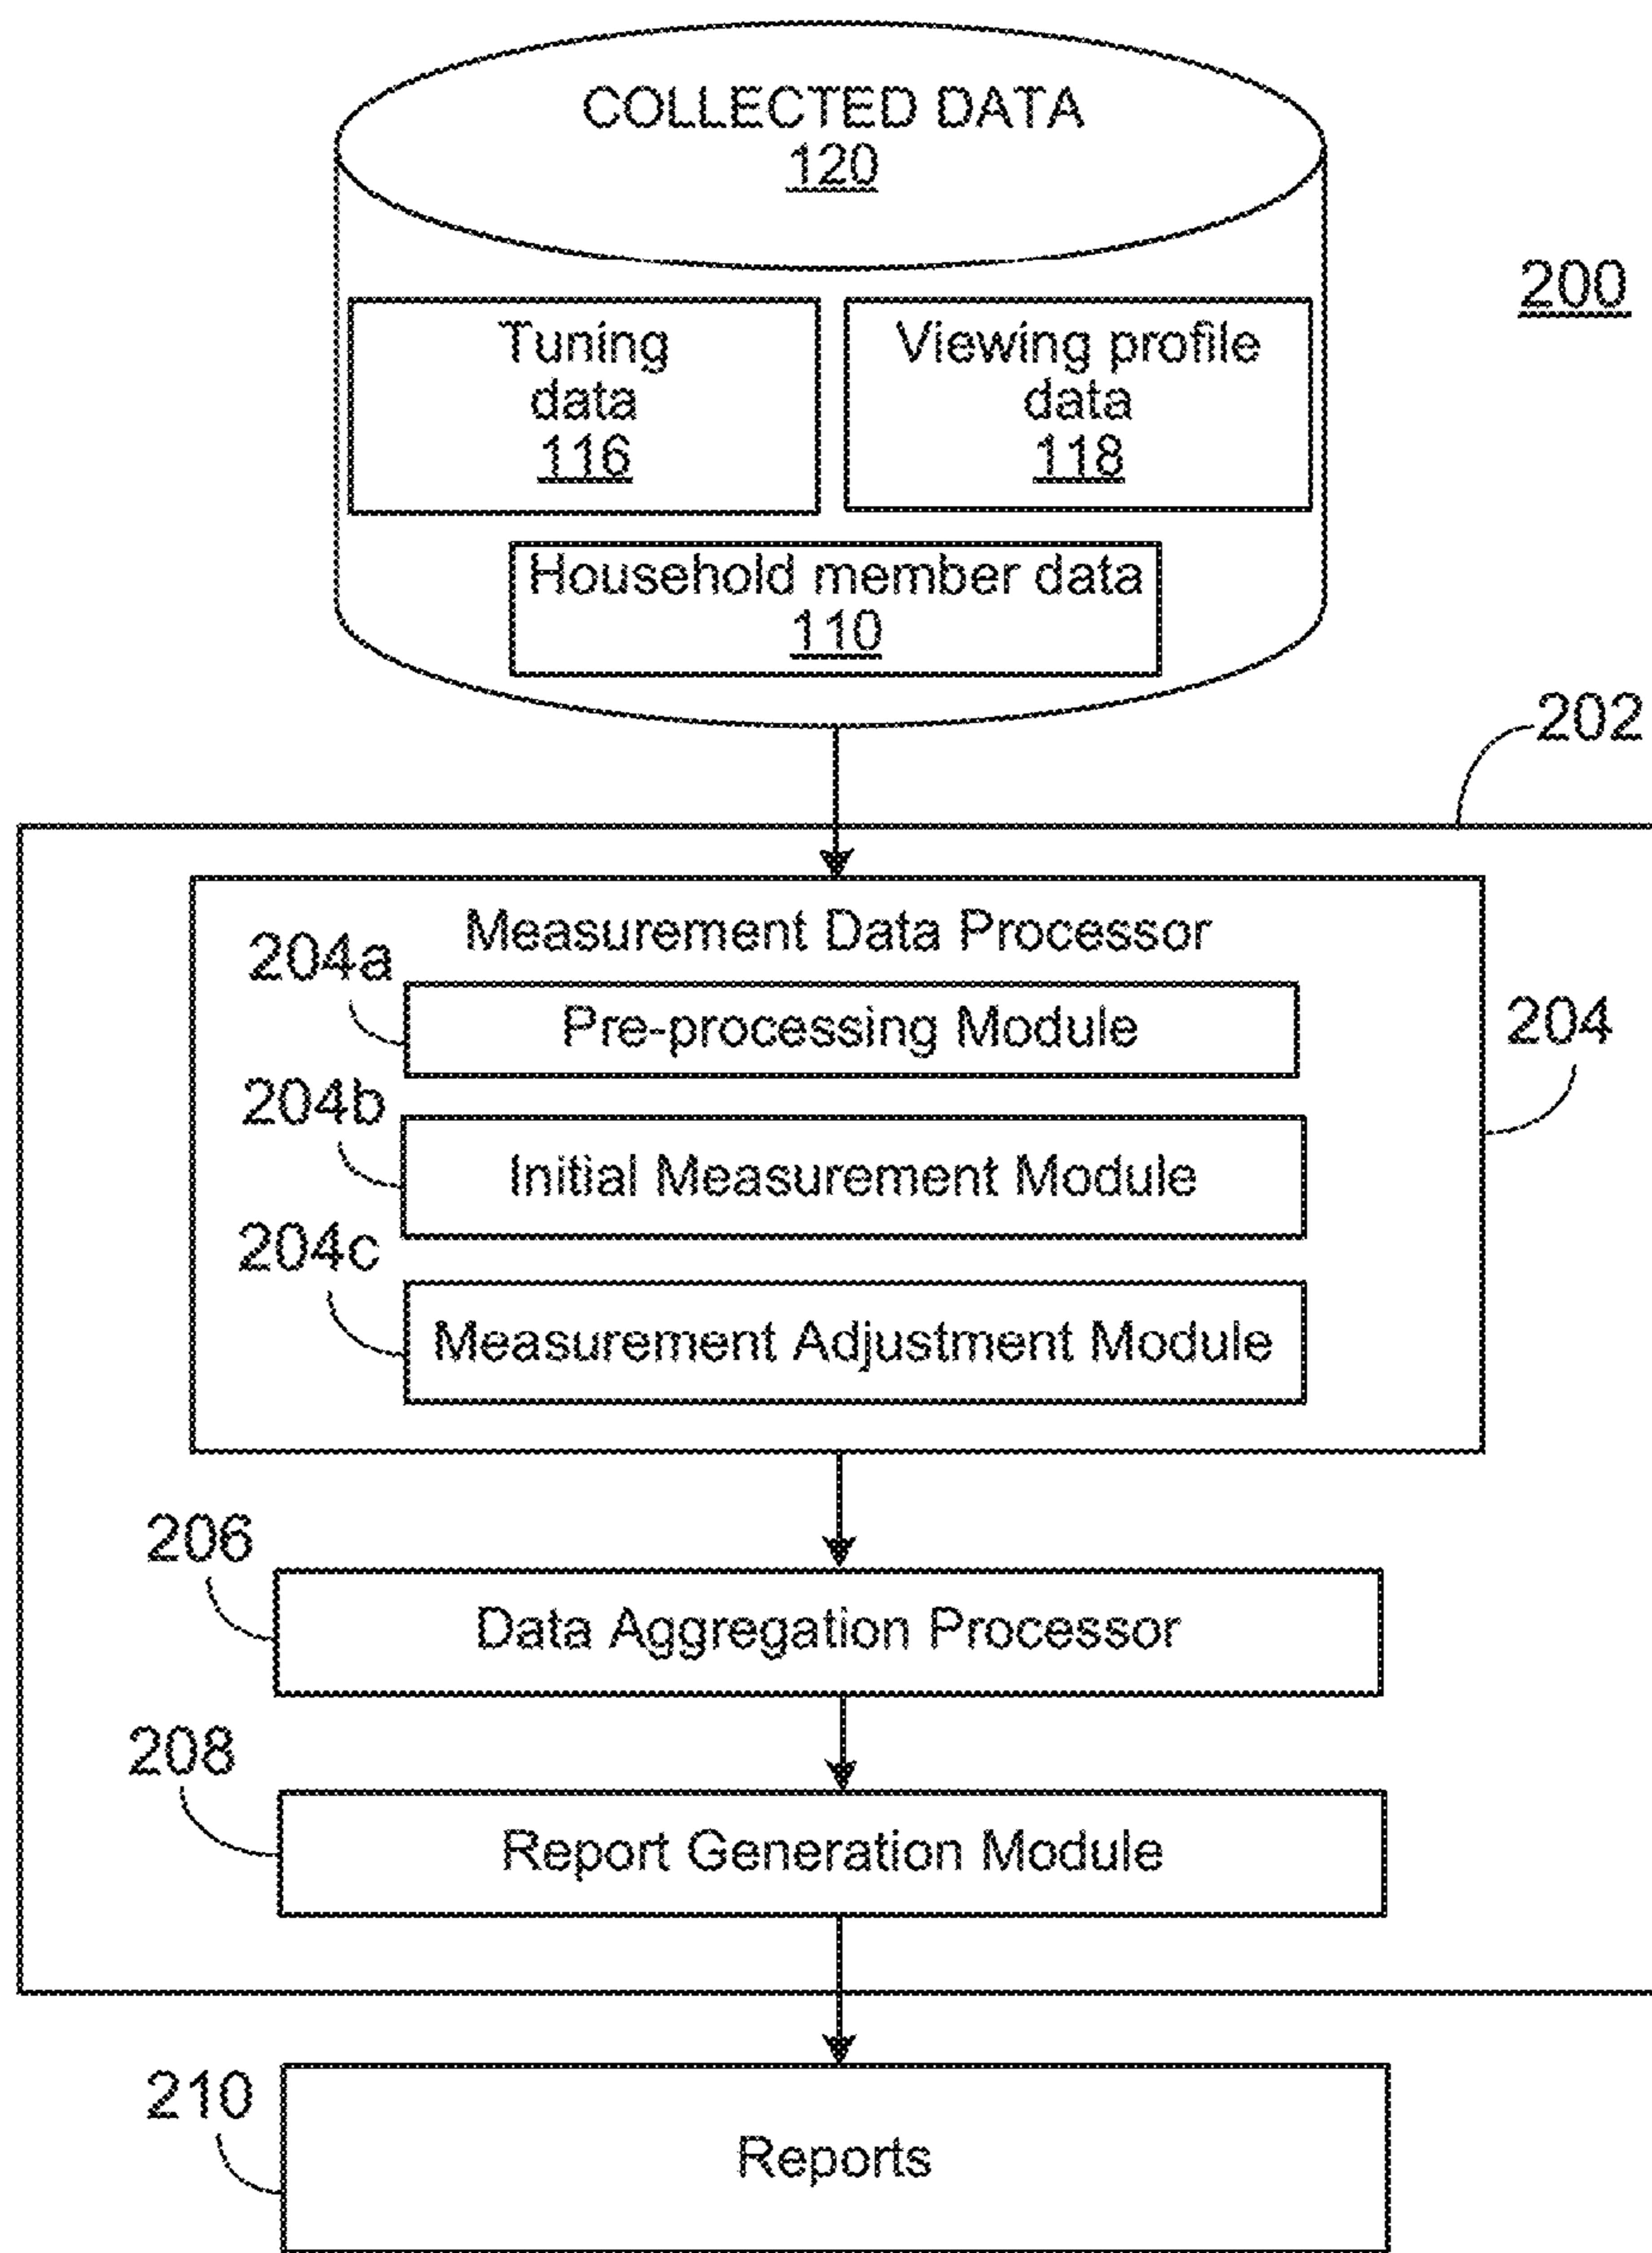 COLLECTED DATA
120
200
Tuning
data
116
Viewing profile
data
118
Household member data
110
202
Measurement Data Processor
204a
Pre-processing Module
204
204b
Initial Measurement Module
204c
Measurement Adjustment Module
206
Data Aggregation Processor
208
Report Generation Module
210
Reports